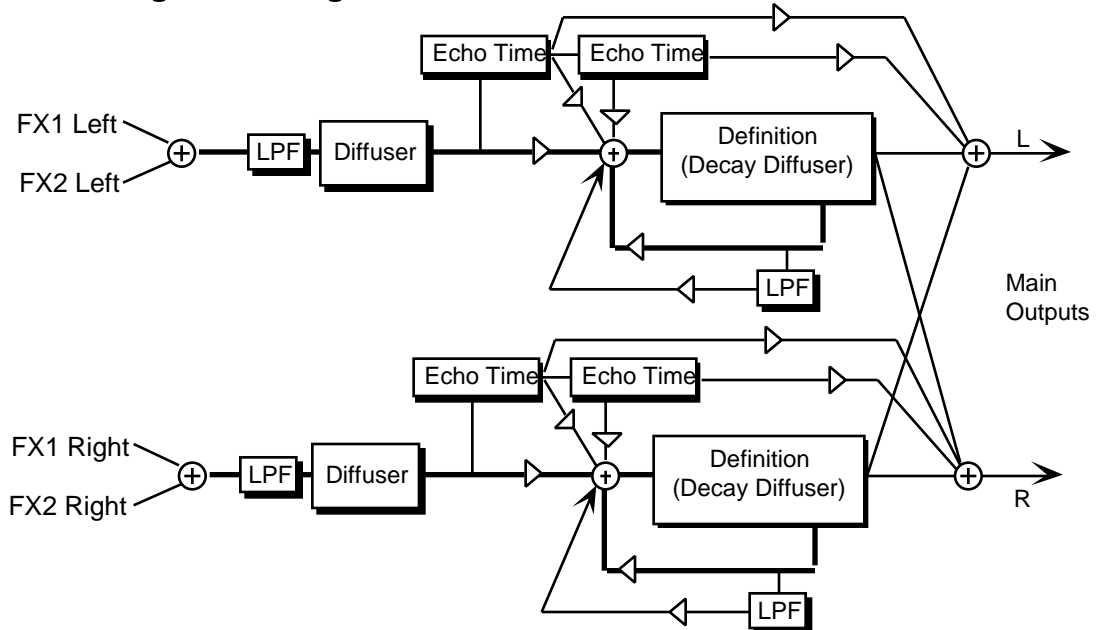 Echo Time
Echo Time
FX1 Left
FX2 Left
LPF
Diffuser
Definition
(Decay Diffuser)
L
LPF
Main
Outputs
Echo Time
Echo Time
FX1 Right
FX2 Right
LPF
Diffuser
Definition
(Decay Diffuser)
R
LPF